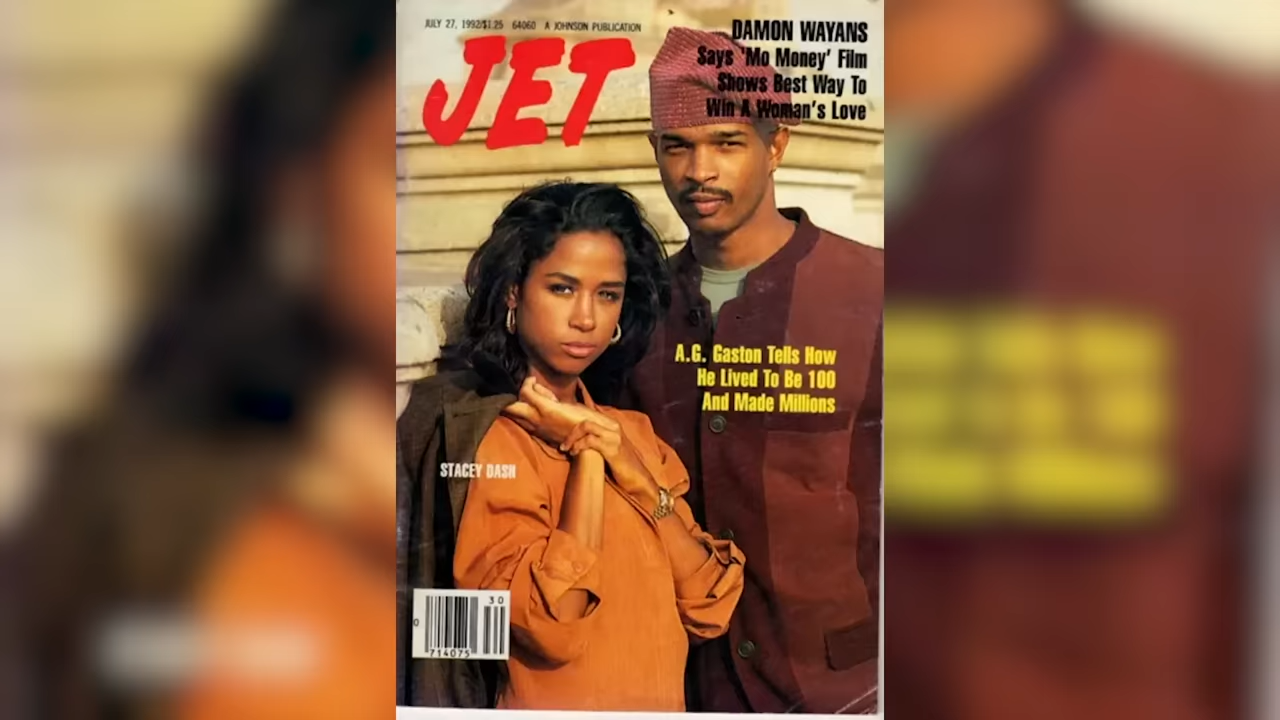 JULY 27, 1992/$1.25 64060 A JOHNSON PUBLICATION
JET
DAMON WAYANS
Says 'Mo Money' Film
Shows Best Way To
Win A Woman's Love
A.G. Gaston Tells How
He Lived To Be 100
And Made Millions
STACEY DASH
30
0
714075